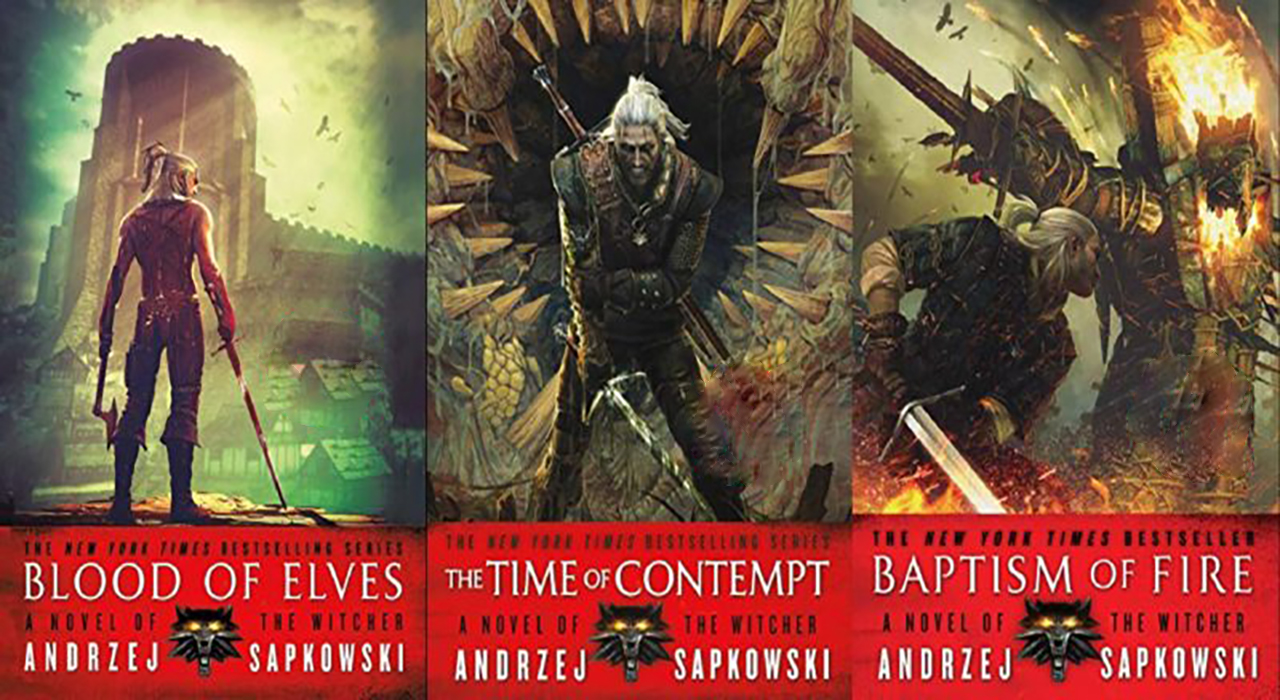 THE NEW YORK TIMES BESTSELLING SERIES
BLOOD OF ELVES
A NOVEL OF THE WITCHER
ANDRZEJ SAPKOWSKI
THE NEW YORK TIMES BESTSELLING SERIES
THE TIME OF CONTEMPT
A NOVEL OF THE WITCHER
ANDRZEJ SAPKOWSKI
THE NEW YORK TIMES BESTSELLER
BAPTISM OF FIRE
A NOVEL OF THE WITCHER
ANDRZEJ SAPKOWSKI